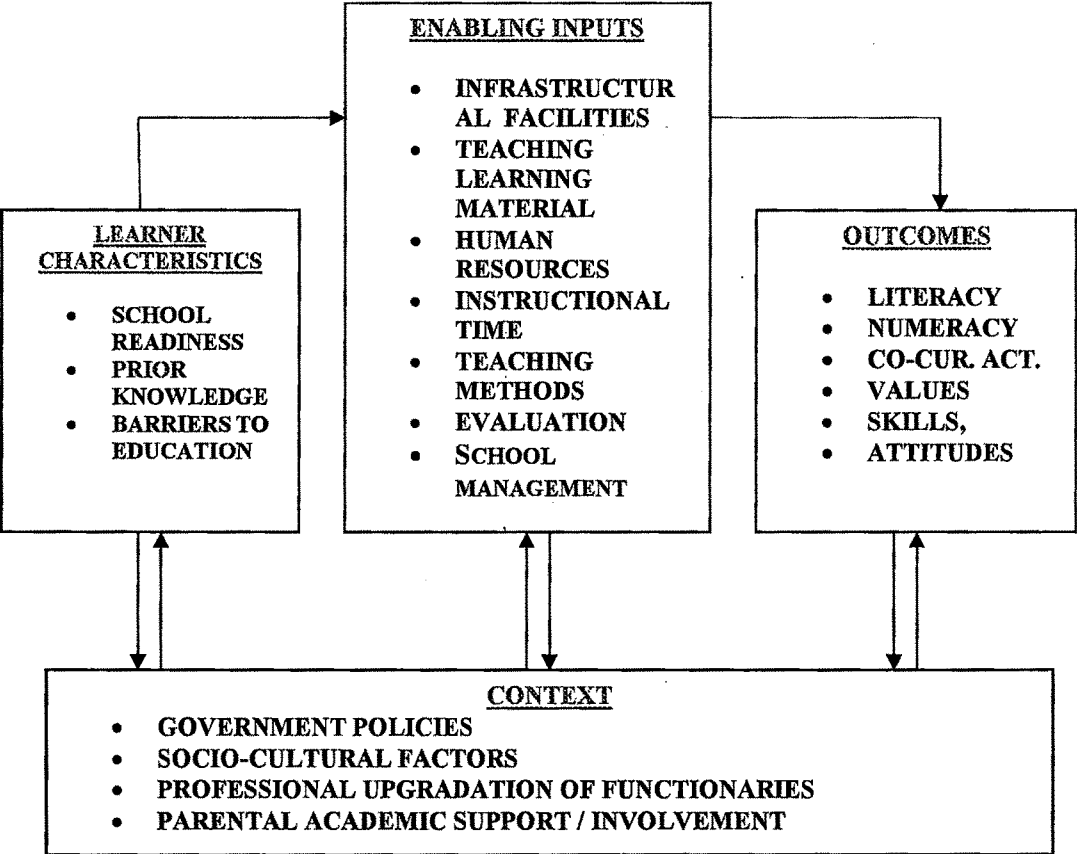 ENABLING INPUTS
• INFRASTRUCTUR
AL FACILITIES
• TEACHING
LEARNING
MATERIAL
• HUMAN
RESOURCES
• INSTRUCTIONAL
TIME
• TEACHING
METHODS
• EVALUATION
• SCHOOL
MANAGEMENT
LEARNER
CHARACTERISTICS
• SCHOOL
READINESS
• PRIOR
KNOWLEDGE
• BARRIERS TO
EDUCATION
OUTCOMES
• LITERACY
• NUMERACY
• CO-CUR. ACT.
• VALUES
• SKILLS,
• ATTITUDES
CONTEXT
• GOVERNMENT POLICIES
• SOCIO-CULTURAL FACTORS
• PROFESSIONAL UPGRADATION OF FUNCTIONARIES
• PARENTAL ACADEMIC SUPPORT / INVOLVEMENT